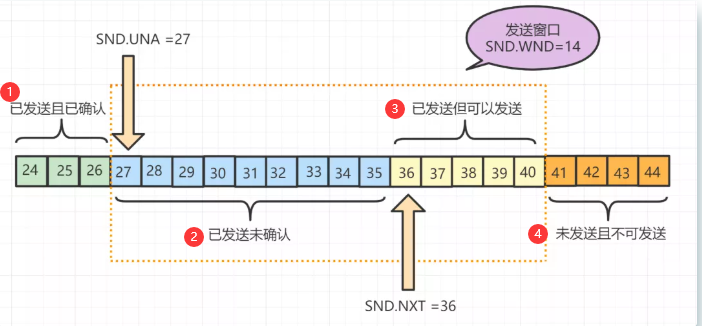 SND.UNA =27
发送窗口
SND.WND=14
1
已发送且已确认
3
已发送但可以发送
24 25 26 27 28 29 30 31 32 33 34 35 36 37 38 39 40 41 42 43 44
2
已发送未确认
4
未发送且不可发送
SND.NXT =36